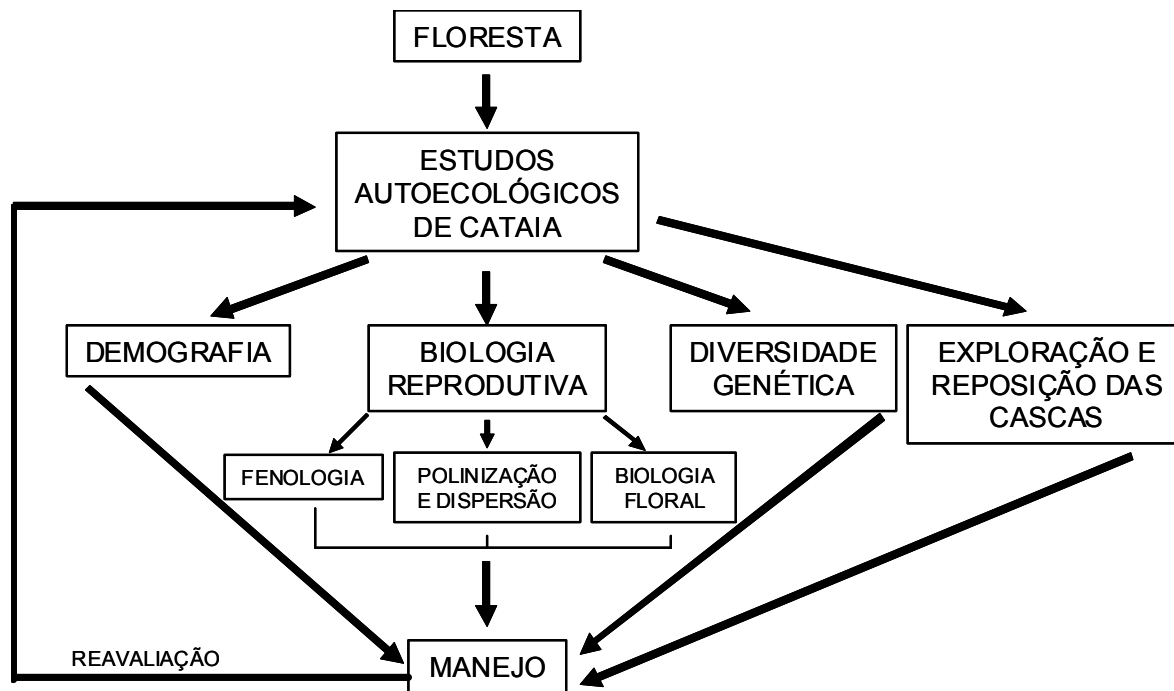 FLORESTA
ESTUDOS
AUTOECOLÓGICOS
DE CATAIA
DEMOGRAFIA
BIOLOGIA
REPRODUTIVA
DIVERSIDADE
GENÉTICA
EXPLORAÇÃO E
REPOSIÇÃO DAS
CASCAS
FENOLOGIA
POLINIZAÇÃO
E DISPERSÃO
BIOLOGIA
FLORAL
REAVALIAÇÃO
MANEJO